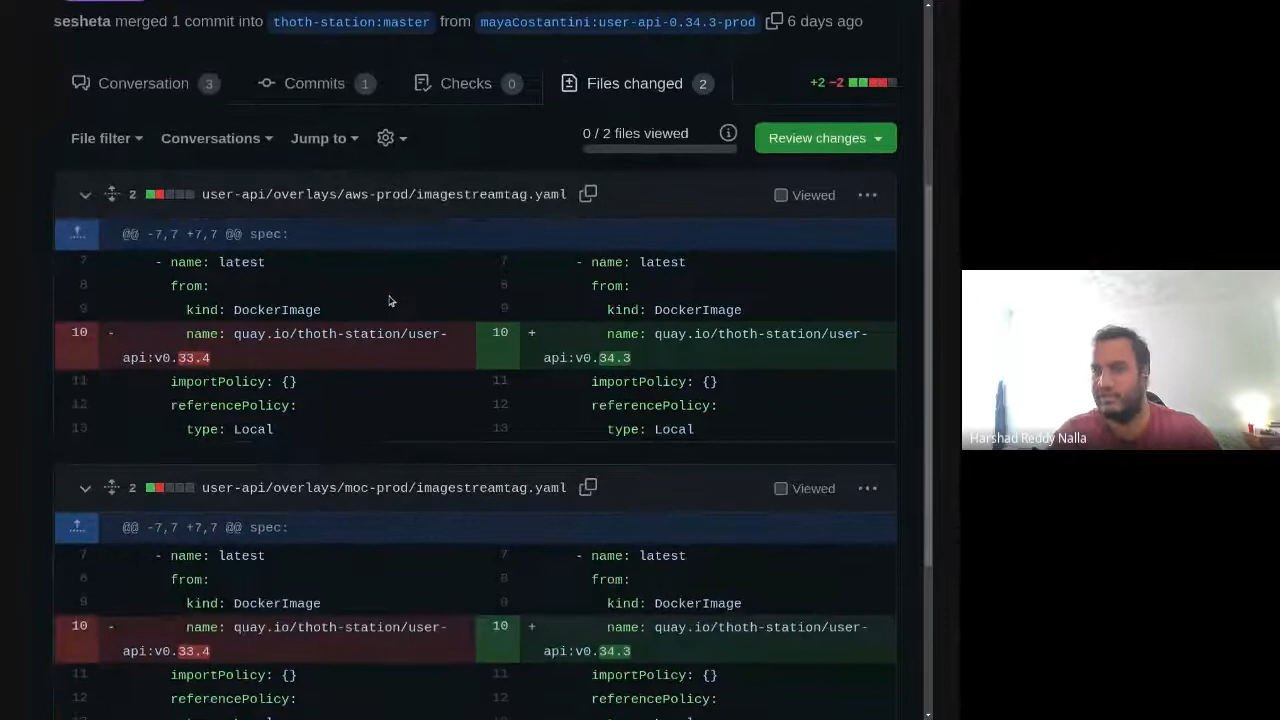 sesheta merged 1 commit into thoth-station:master from mayaCostantini:user-api-0.34.3-prod 6 days ago
Conversation 3 Commits 1 Checks 0 Files changed 2 +2 −2
File filter Conversations Jump to 0 / 2 files viewed Review changes
2 user-api/overlays/aws-prod/imagestreamtag.yaml Viewed
@@ -7,7 +7,7 @@ spec:
7 - name: latest 7 - name: latest
8 from: 8 from:
9 kind: DockerImage 9 kind: DockerImage
10 - name: quay.io/thoth-station/user- 10 + name: quay.io/thoth-station/user-
api:v0.33.4 api:v0.34.3
11 importPolicy: {} 11 importPolicy: {}
12 referencePolicy: 12 referencePolicy:
13 type: Local 13 type: Local
2 user-api/overlays/moc-prod/imagestreamtag.yaml Viewed
@@ -7,7 +7,7 @@ spec:
7 - name: latest 7 - name: latest
8 from: 8 from:
9 kind: DockerImage 9 kind: DockerImage
10 - name: quay.io/thoth-station/user- 10 + name: quay.io/thoth-station/user-
api:v0.33.4 api:v0.34.3
11 importPolicy: {} 11 importPolicy: {}
12 referencePolicy: 12 referencePolicy:
Harshad Reddy Nalla